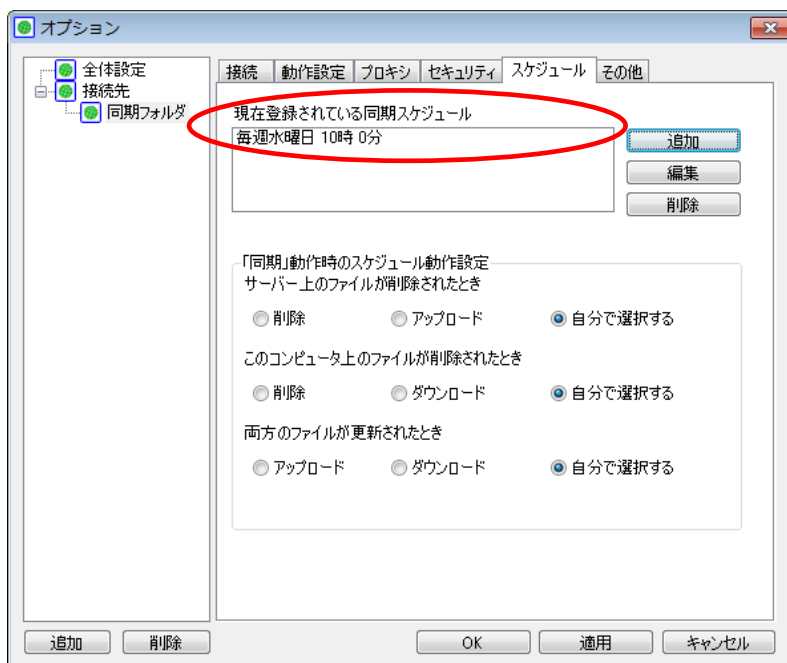 オプション
全体設定
接続先
同期フォルダ
接続 動作設定 プロキシ セキュリティ スケジュール その他
現在登録されている同期スケジュール
毎週水曜日 10時 0分
追加
編集
削除
「同期」動作時のスケジュール動作設定
サーバー上のファイルが削除されたとき
削除 アップロード 自分で選択する
このコンピュータ上のファイルが削除されたとき
削除 ダウンロード 自分で選択する
両方のファイルが更新されたとき
アップロード ダウンロード 自分で選択する
追加 削除 OK 適用 キャンセル